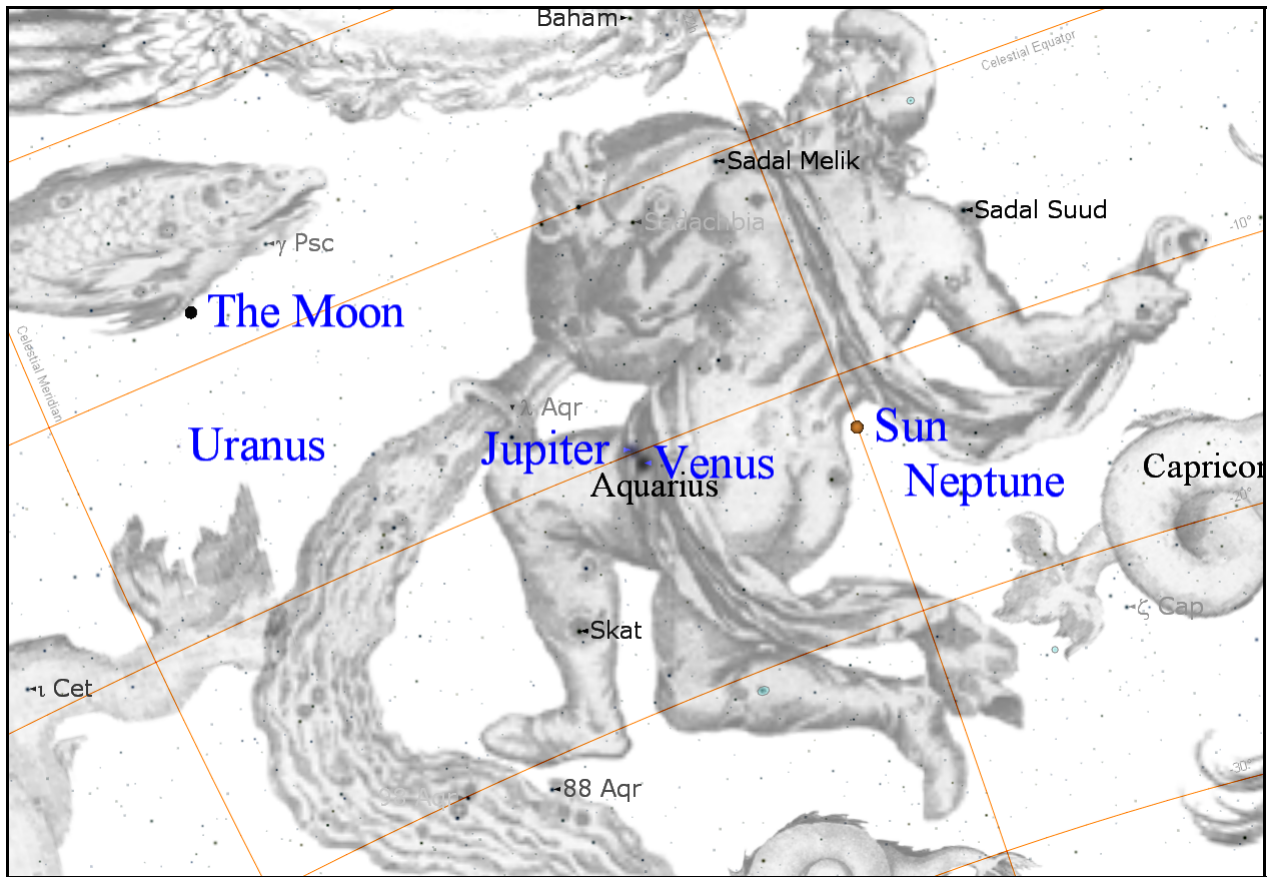 Baham
Celestial Equator
Sadal Melik
Sadal Suud
Sadachbia
-10°
γ Psc
The Moon
Celestial Meridian
λ Aqr
Uranus
Jupiter
Venus
Sun
Aquarius
Neptune
Capricor
-20°
ζ Cap
Skat
ι Cet
-30°
88 Aqr